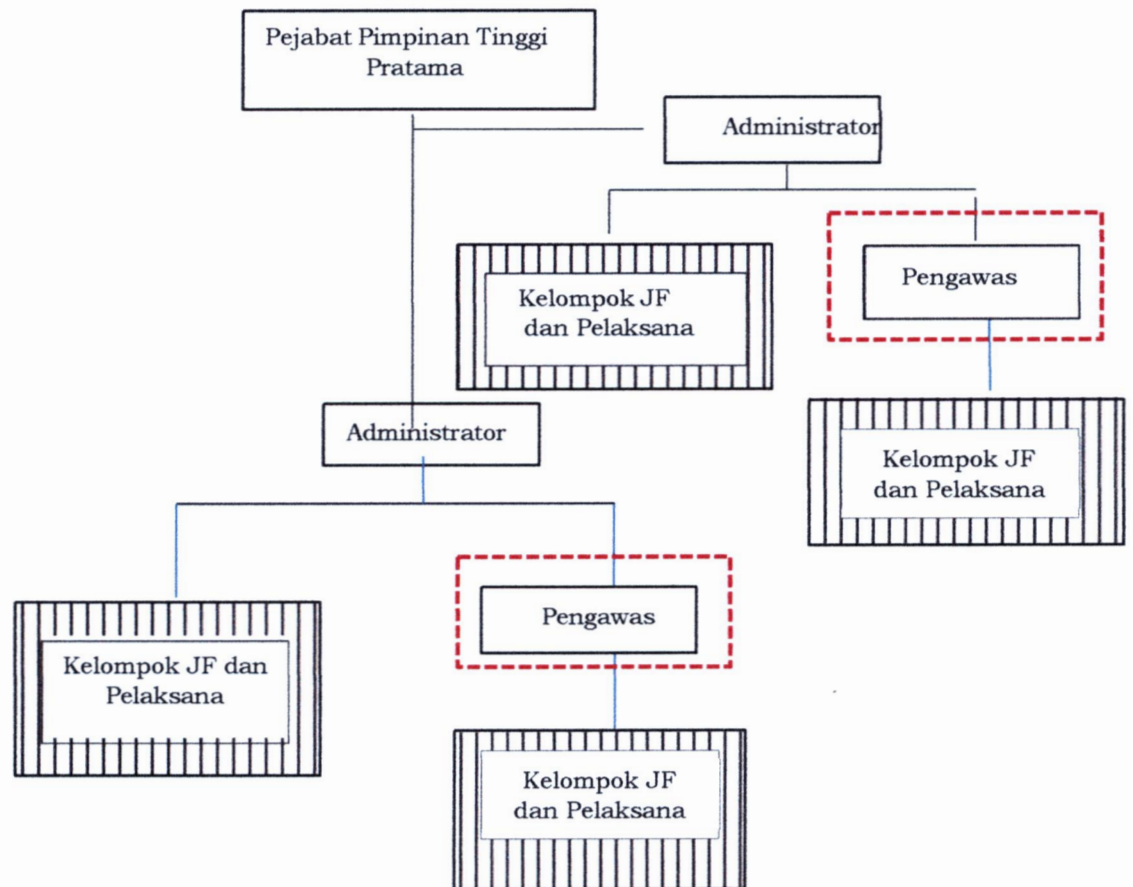 Pejabat Pimpinan Tinggi
Pratama
Administrator
Kelompok JF
dan Pelaksana
Pengawas
Kelompok JF
dan Pelaksana
Administrator
Kelompok JF dan
Pelaksana
Pengawas
Kelompok JF
dan Pelaksana